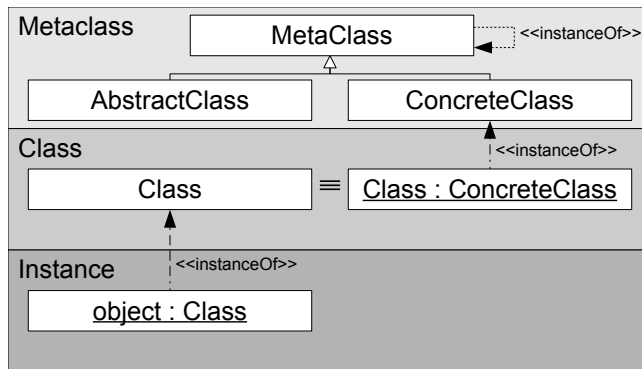 Metaclass
MetaClass
<<instanceOf>>
AbstractClass
ConcreteClass
Class
<<instanceOf>>
Class
≡
Class : ConcreteClass
Instance
<<instanceOf>>
object : Class